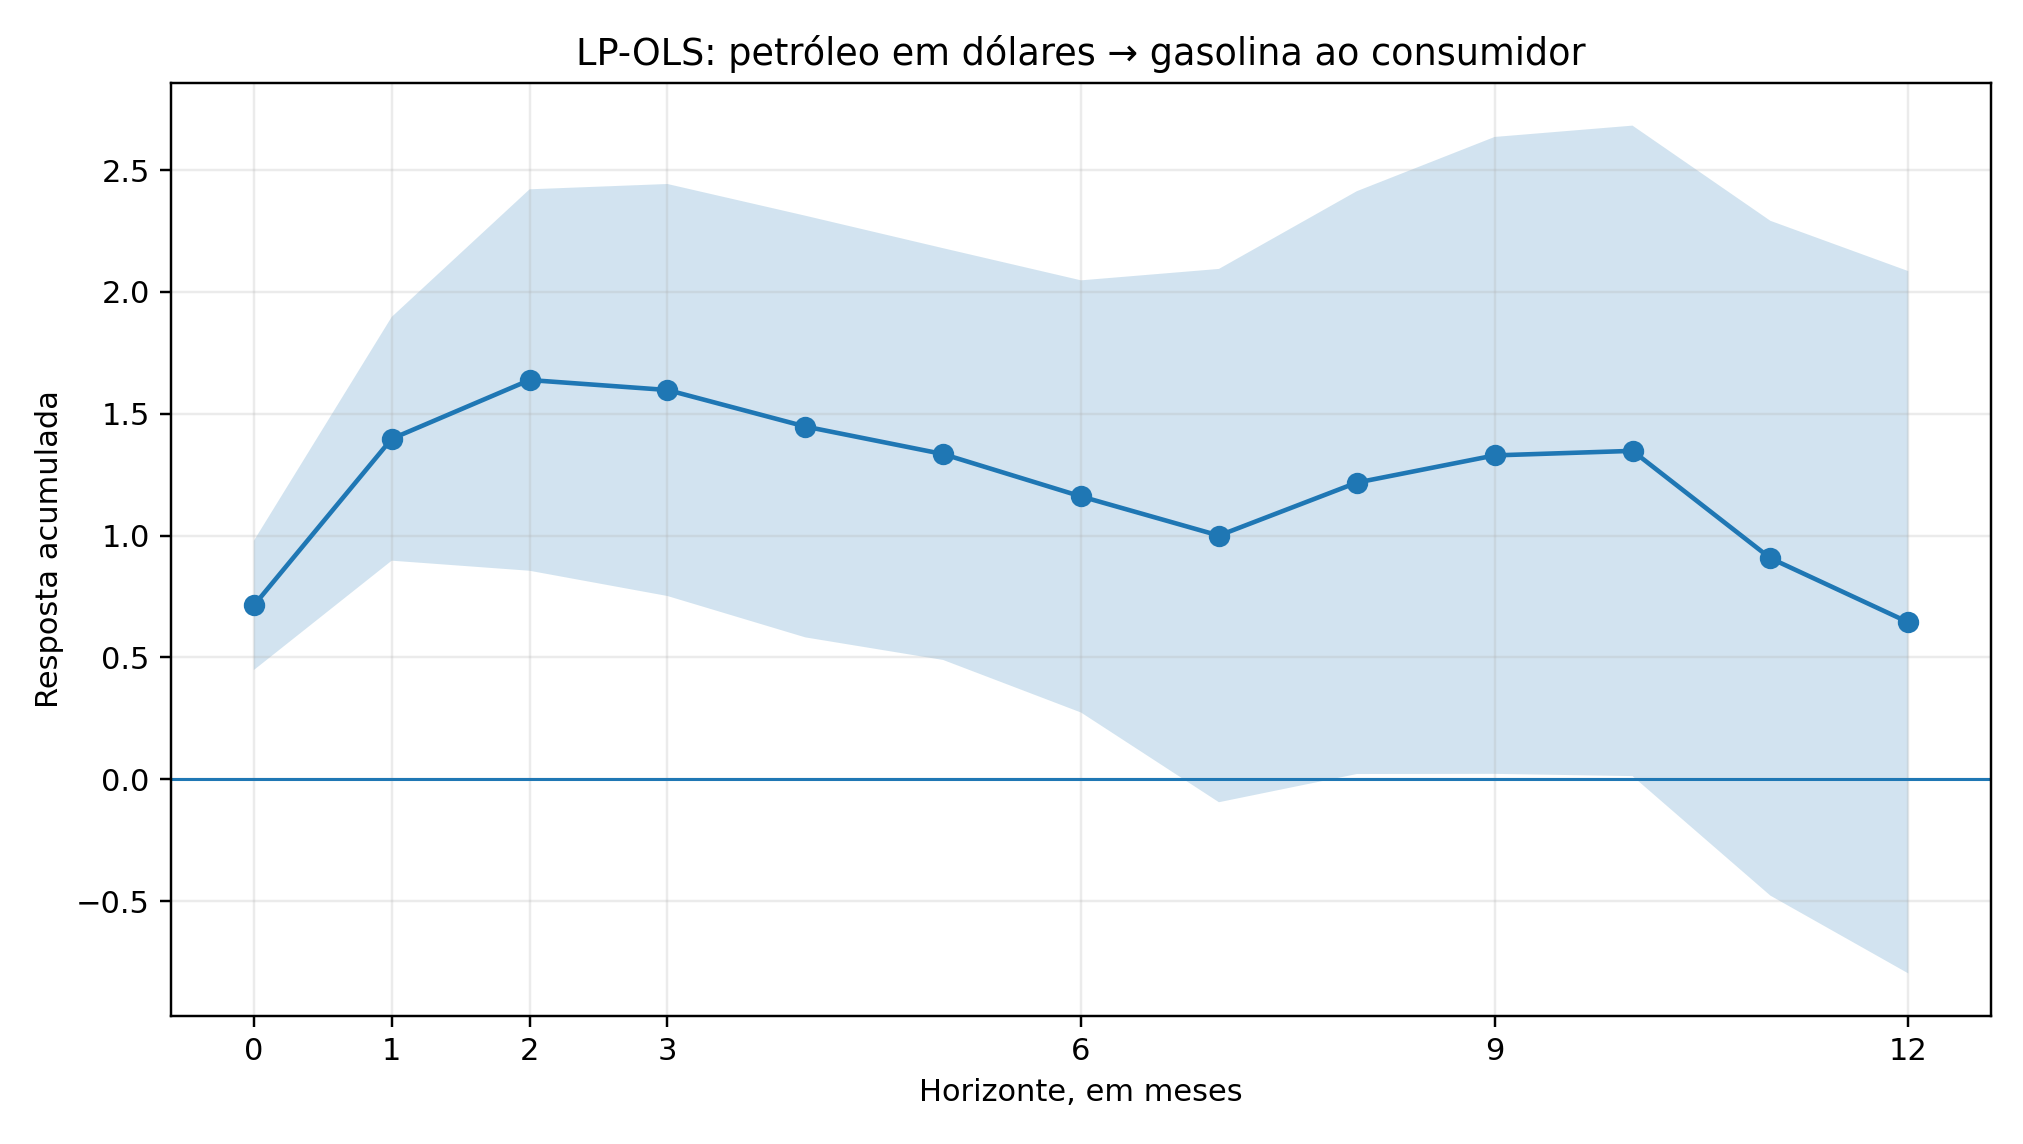 LP-OLS: petróleo em dólares → gasolina ao consumidor
Resposta acumulada
2.5
2.0
1.5
1.0
0.5
0.0
−0.5
0 1 2 3 6 9 12
Horizonte, em meses